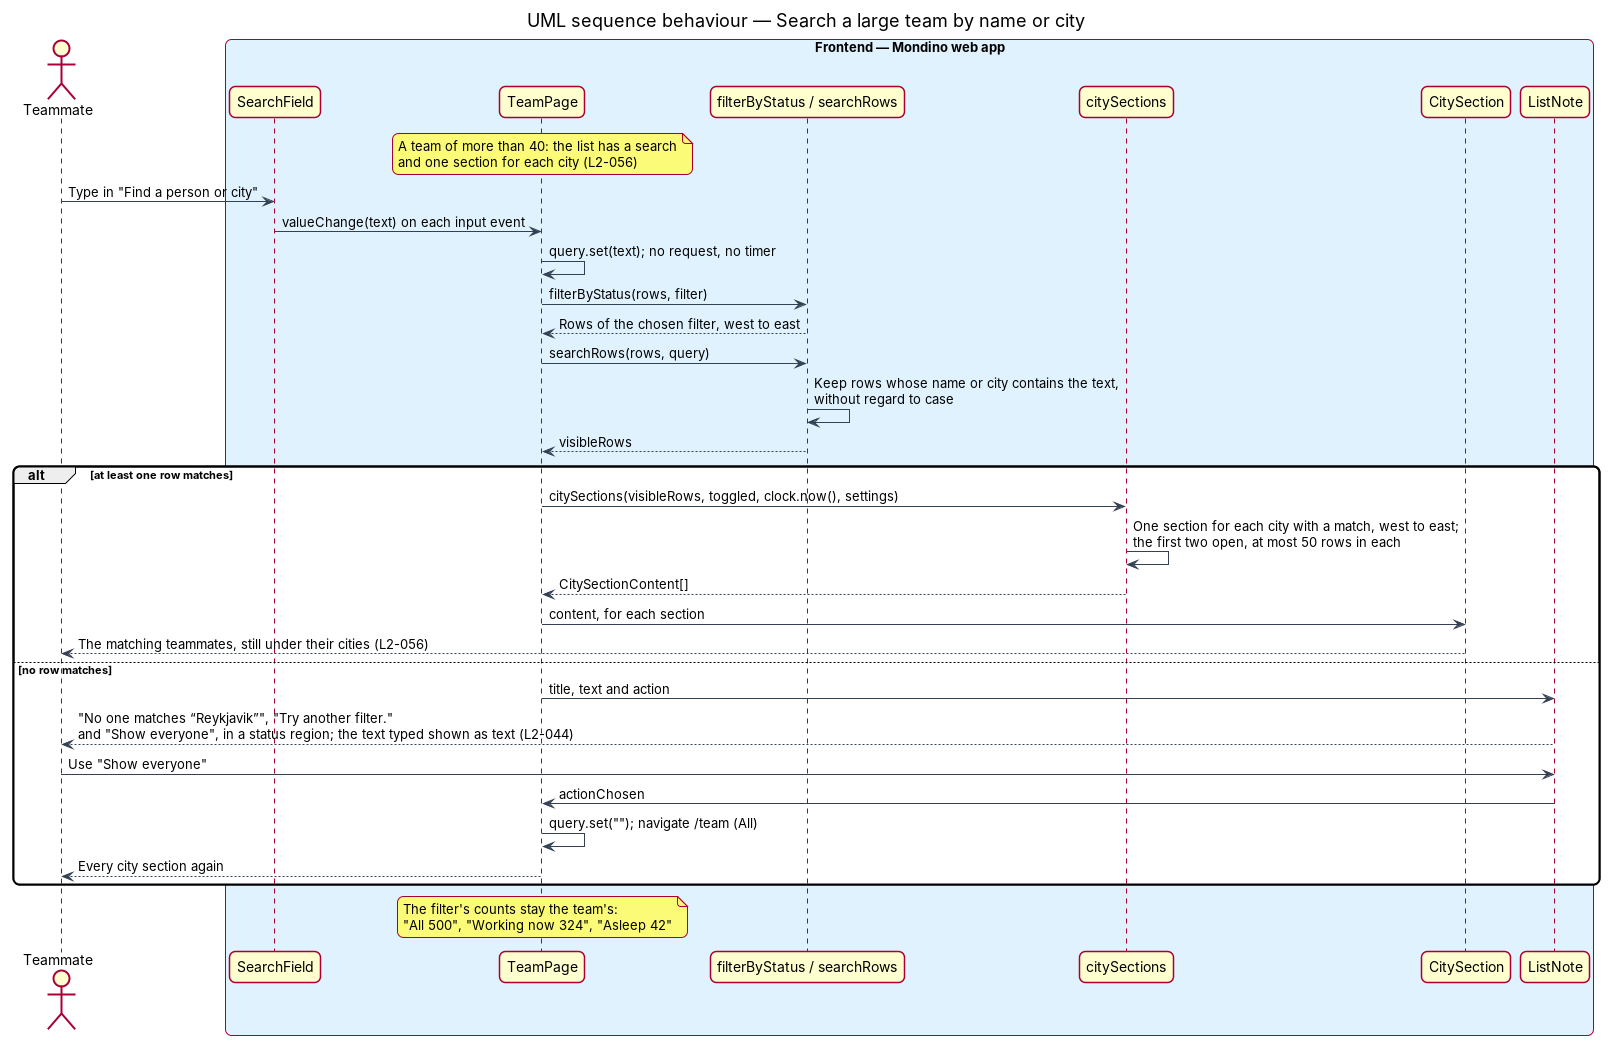 UML sequence behaviour — Search a large team by name or city
Frontend — Mondino web app
Teammate
SearchField
TeamPage
filterByStatus / searchRows
citySections
CitySection
ListNote
A team of more than 40: the list has a search
and one section for each city (L2-056)
Type in "Find a person or city"
valueChange(text) on each input event
query.set(text); no request, no timer
filterByStatus(rows, filter)
Rows of the chosen filter, west to east
searchRows(rows, query)
Keep rows whose name or city contains the text,
without regard to case
visibleRows
alt
[at least one row matches]
citySections(visibleRows, toggled, clock.now(), settings)
One section for each city with a match, west to east;
the first two open, at most 50 rows in each
CitySectionContent[]
content, for each section
The matching teammates, still under their cities (L2-056)
[no row matches]
title, text and action
"No one matches “Reykjavik”", "Try another filter."
and "Show everyone", in a status region; the text typed shown as text (L2-044)
Use "Show everyone"
actionChosen
query.set(""); navigate /team (All)
Every city section again
The filter's counts stay the team's:
"All 500", "Working now 324", "Asleep 42"
Teammate
SearchField
TeamPage
filterByStatus / searchRows
citySections
CitySection
ListNote